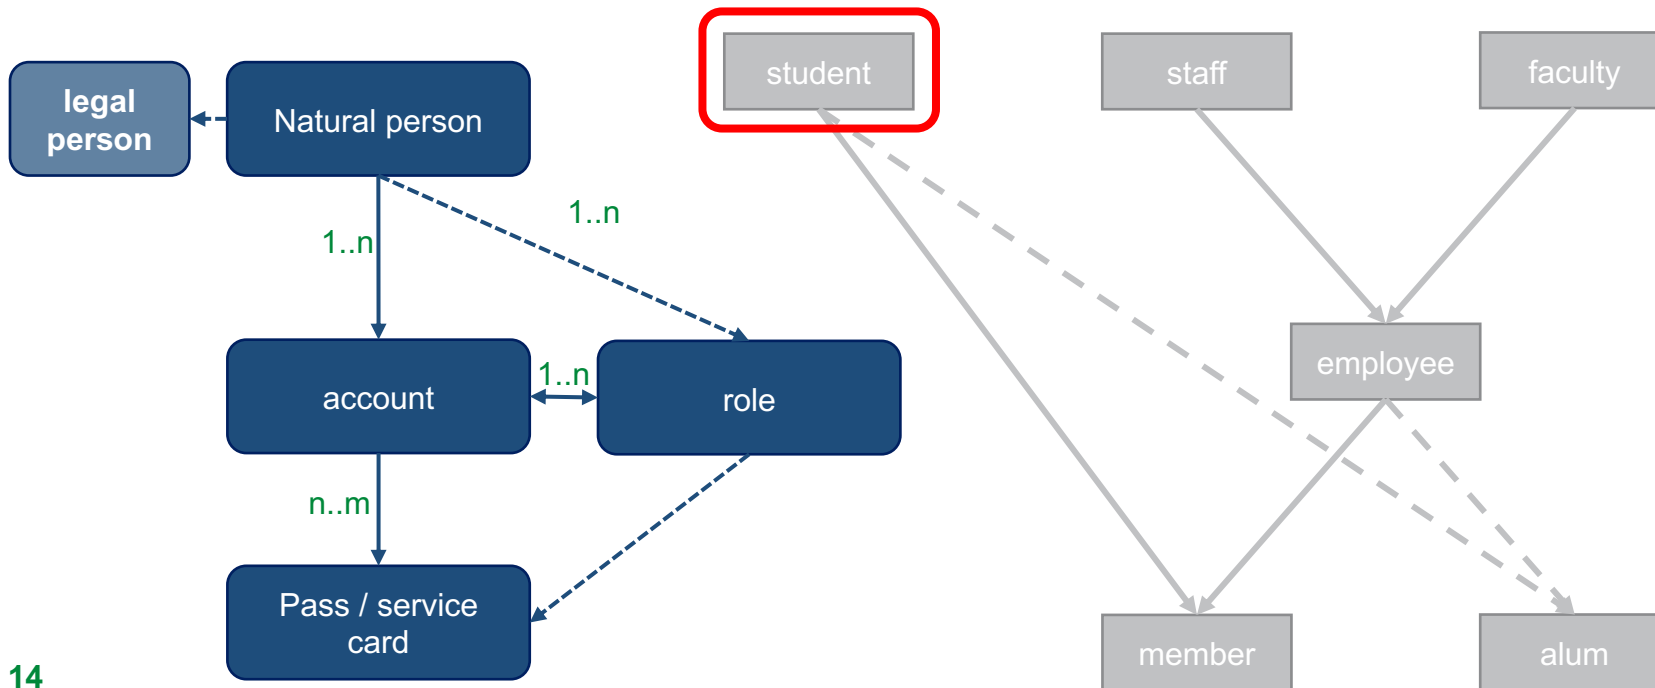 legal
person
Natural person
student
staff
faculty
1..n
1..n
employee
account
1..n
role
n..m
Pass / service
card
member
alum
14